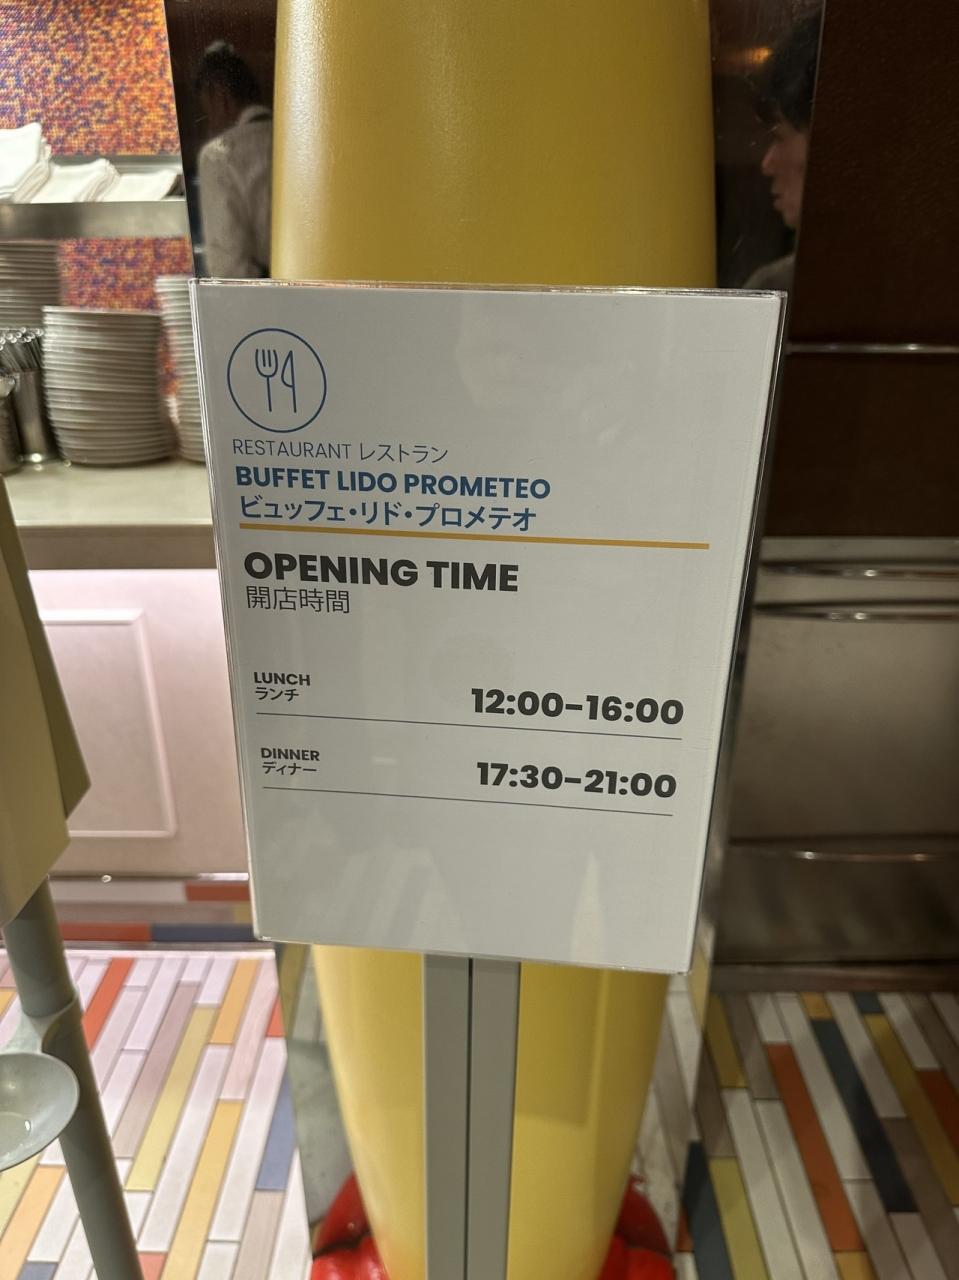 RESTAURANT レストラン
BUFFET LIDO PROMETEO
ビュッフェ・リド・プロメテオ
OPENING TIME
開店時間
LUNCH
ランチ
12:00-16:00
DINNER
ディナー
17:30-21:00